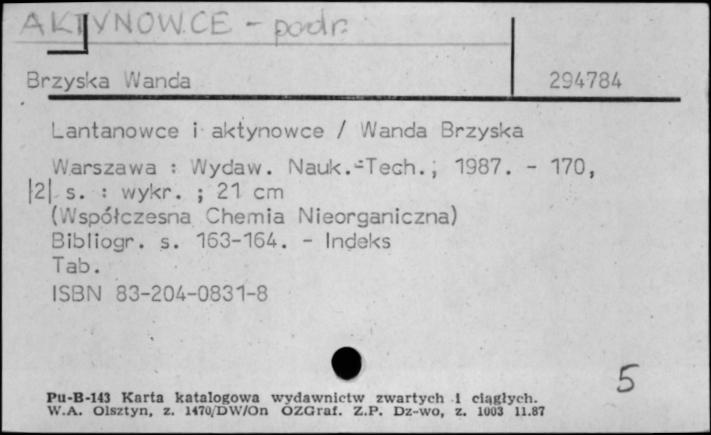 AKTYNOWCE - podr.
Brzyska Wanda 294784
Lantanowce i aktynowce / Wanda Brzyska
Warszawa : Wydaw. Nauk.-Tech., 1987. - 170,
|2| s. : wykr. ; 21 cm
(Współczesna Chemia Nieorganiczna)
Bibliogr. s. 163-164. - Indeks
Tab.
ISBN 83-204-0831-8
5
Pu-B-143 Karta katalogowa wydawnictw zwartych i ciągłych.
W.A. Olsztyn, z. 1470/DW/On OZGraf. Z.P. Dz-wo, z. 1003 11.87